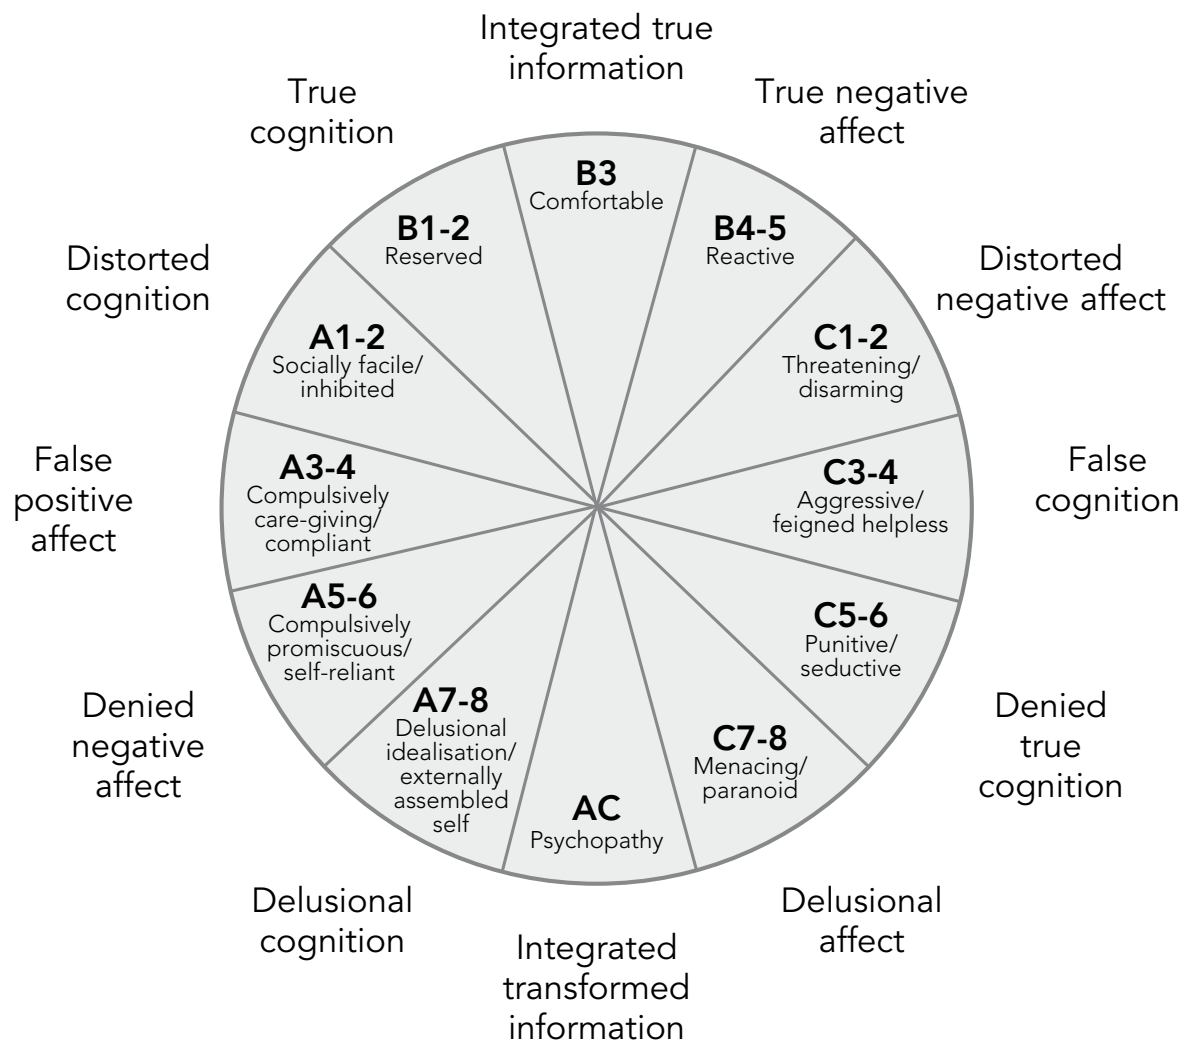 Integrated true
information
True
cognition
True negative
affect
B3
Comfortable
B1-2
Reserved
B4-5
Reactive
Distorted
cognition
Distorted
negative affect
A1-2
Socially facile/
inhibited
C1-2
Threatening/
disarming
False
positive
affect
A3-4
Compulsively
care-giving/
compliant
C3-4
Aggressive/
feigned helpless
False
cognition
A5-6
Compulsively
promiscuous/
self-reliant
C5-6
Punitive/
seductive
Denied
negative
affect
A7-8
Delusional
idealisation/
externally
assembled
self
C7-8
Menacing/
paranoid
Denied
true
cognition
AC
Psychopathy
Delusional
cognition
Delusional
affect
Integrated
transformed
information